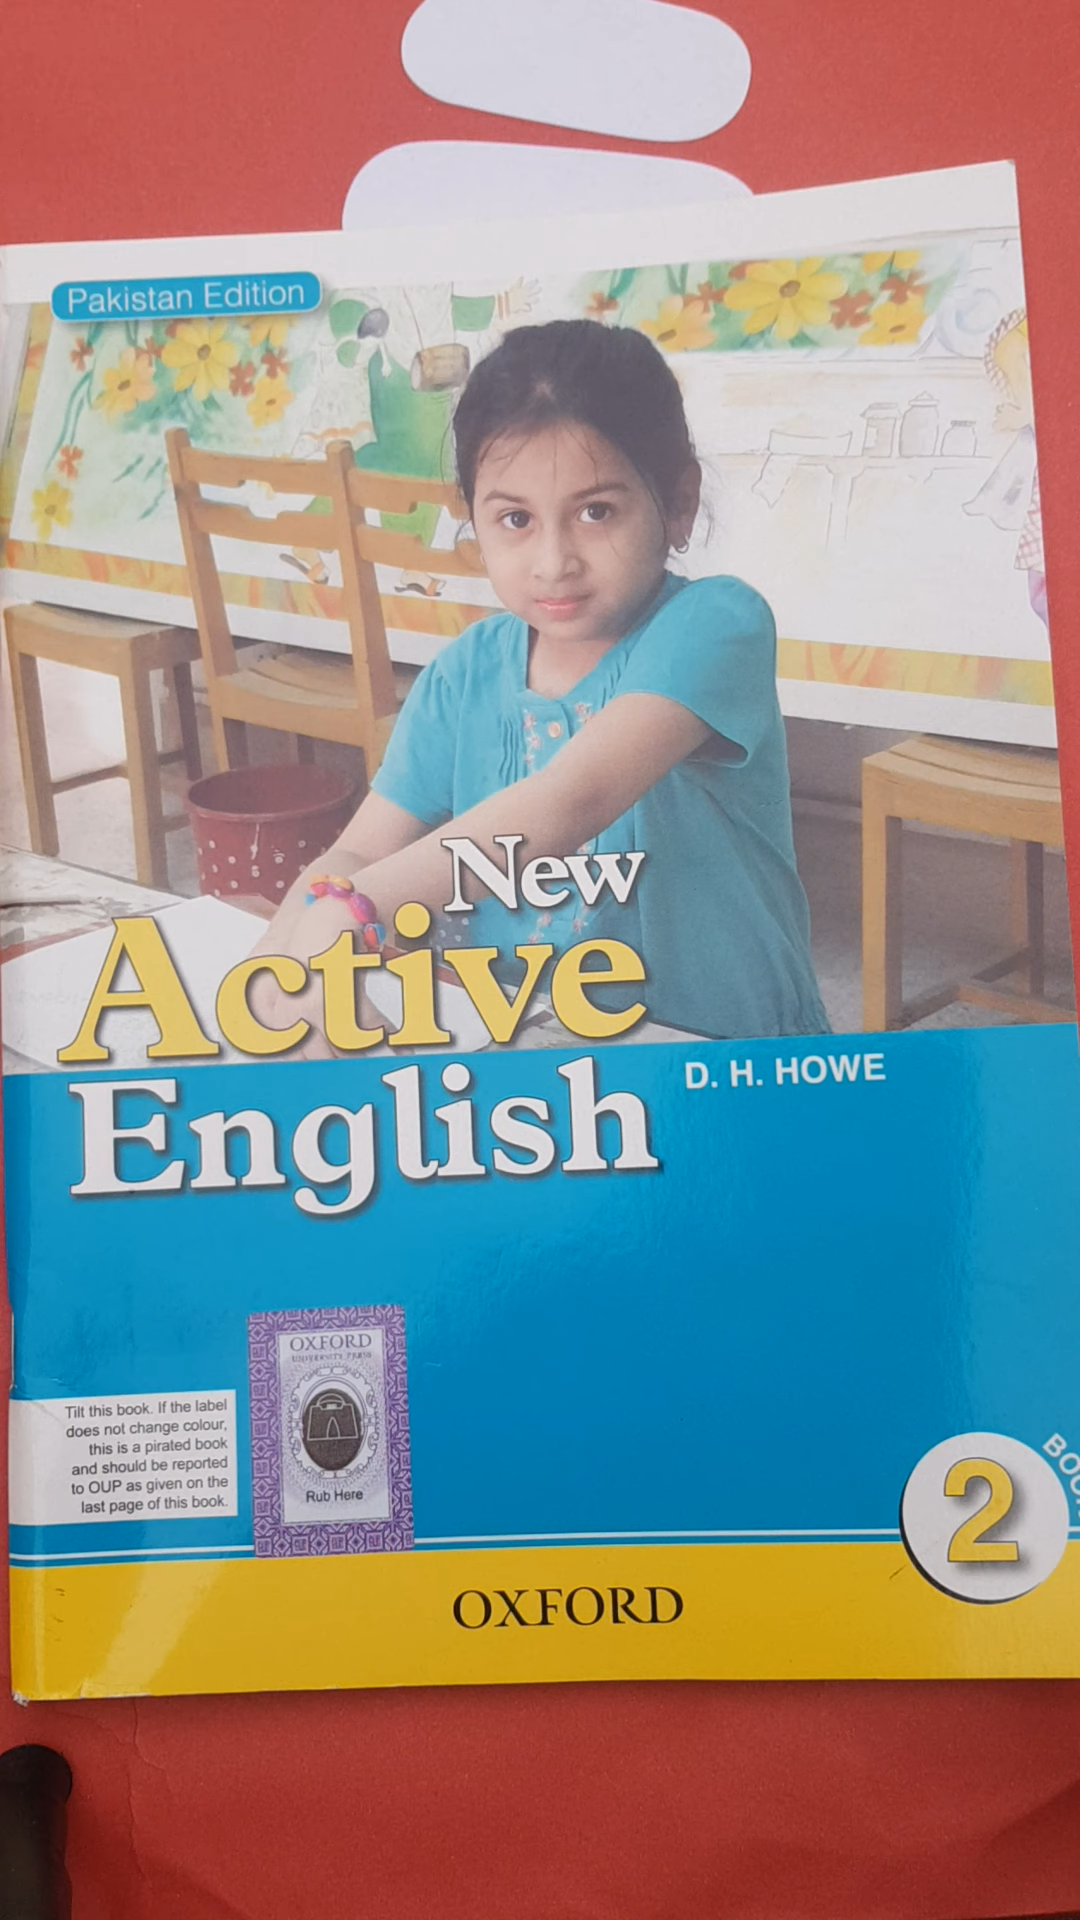 Pakistan Edition
New
Active
English
D. H. HOWE
OXFORD
UNIVERSITY PRESS
Rub Here
Tilt this book. If the label
does not change colour,
this is a pirated book
and should be reported
to OUP as given on the
last page of this book.
2
OXFORD